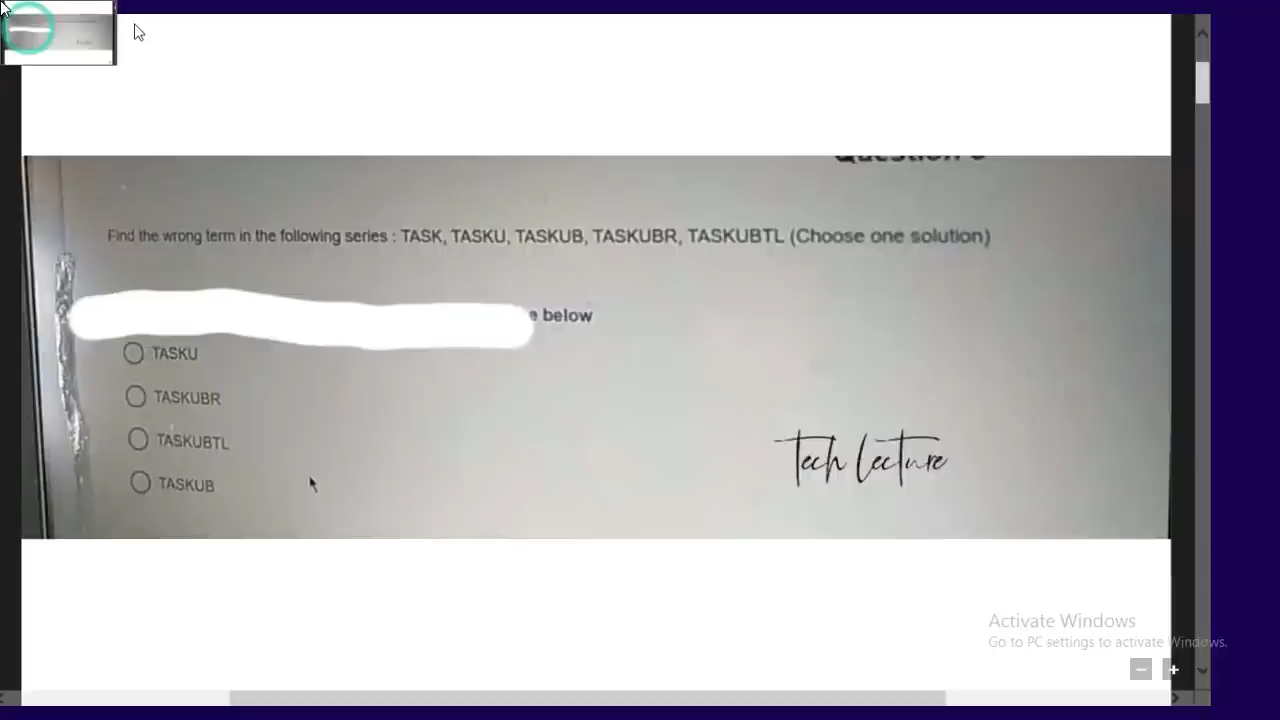 Find the wrong term in the following series : TASK, TASKU, TASKUB, TASKUBR, TASKUBTL (Choose one solution)
below
TASKU
TASKUBR
TASKUBTL
TASKUB
Tech Lecture
Activate Windows
Go to PC settings to activate Windows.